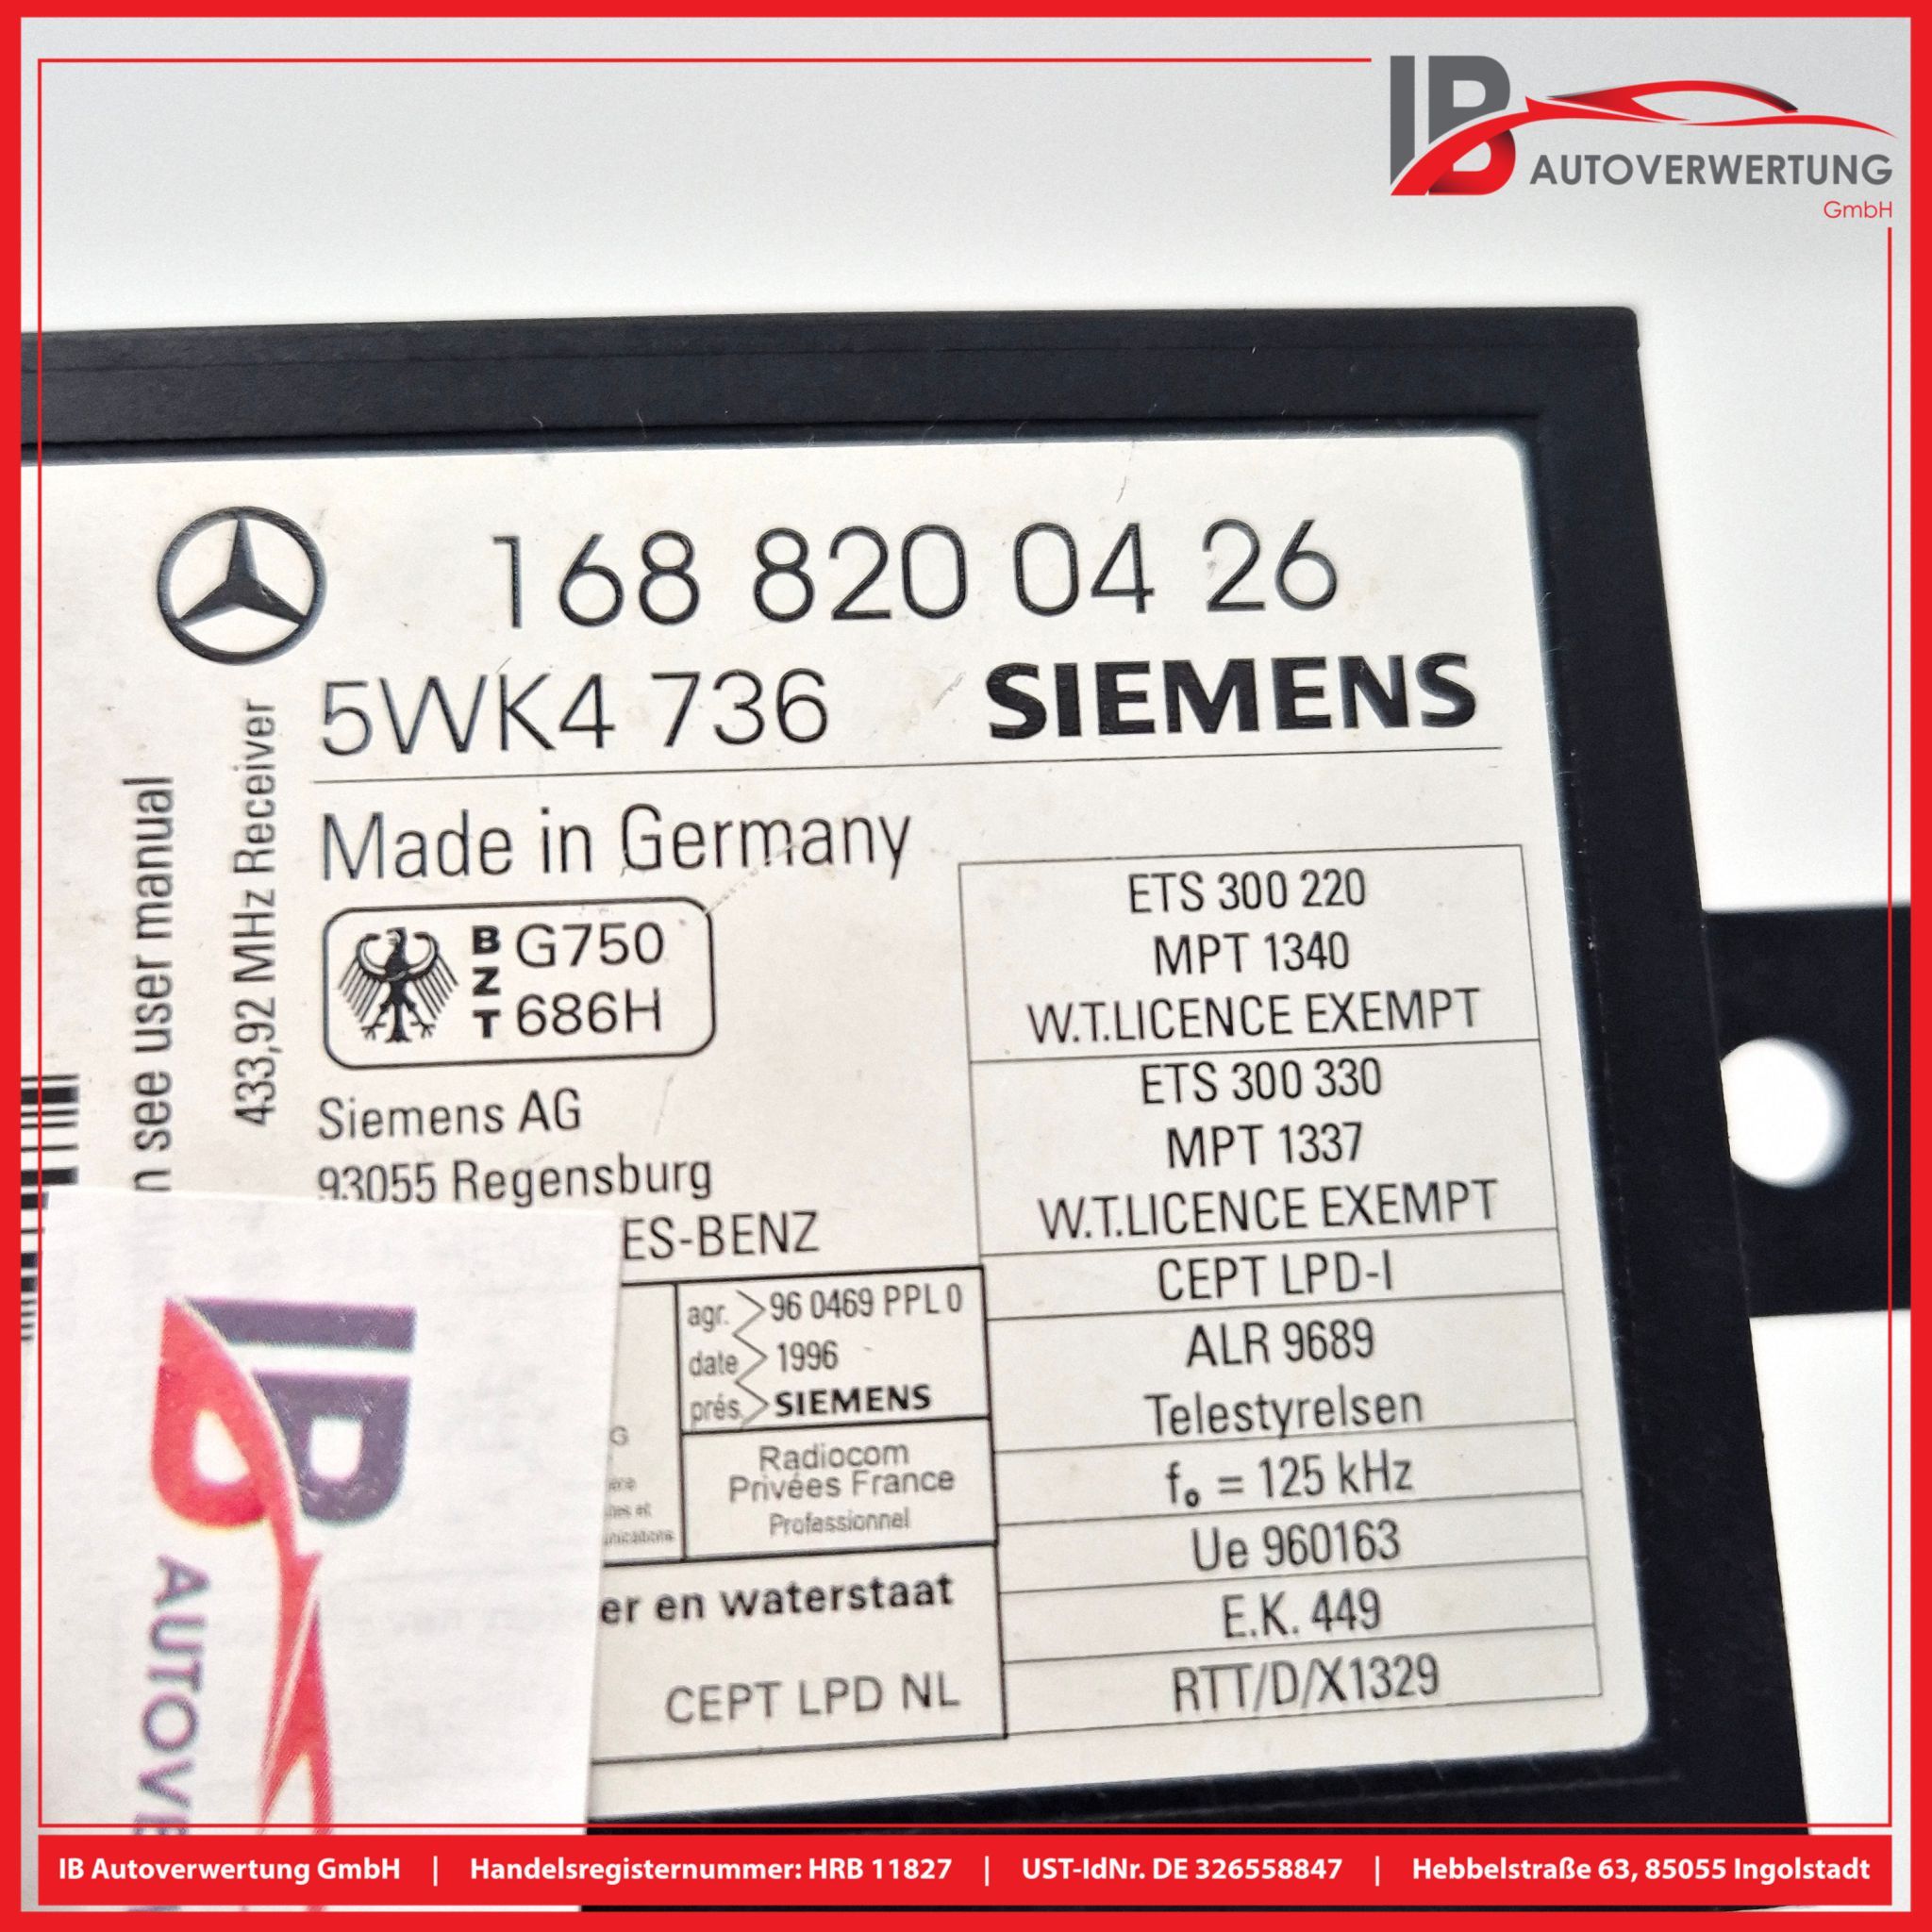 IB
AUTOVERWERTUNG
GmbH
168 820 04 26
5WK4 736 SIEMENS
Made in Germany
BZT G750
686H
Siemens AG
93055 Regensburg
ES-BENZ
433,92 MHz Receiver
n see user manual
agr. 96 0469 PPL 0
date 1996
prés. SIEMENS
Radiocom
Privées France
Professionnel
er en waterstaat
CEPT LPD NL
ETS 300 220
MPT 1340
W.T.LICENCE EXEMPT
ETS 300 330
MPT 1337
W.T.LICENCE EXEMPT
CEPT LPD-I
ALR 9689
Telestyrelsen
fo = 125 kHz
Ue 960163
E.K. 449
RTT/D/X1329
IB
AUTOVE
IB Autoverwertung GmbH | Handelsregisternummer: HRB 11827 | UST-IdNr. DE 326558847 | Hebbelstraße 63, 85055 Ingolstadt